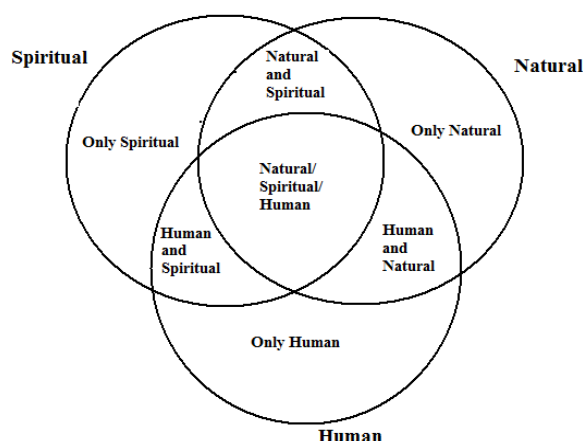 Spiritual
Natural
Natural
and
Spiritual
Only Spiritual
Only Natural
Natural/
Spiritual/
Human
Human
and
Spiritual
Human
and
Natural
Only Human
Human